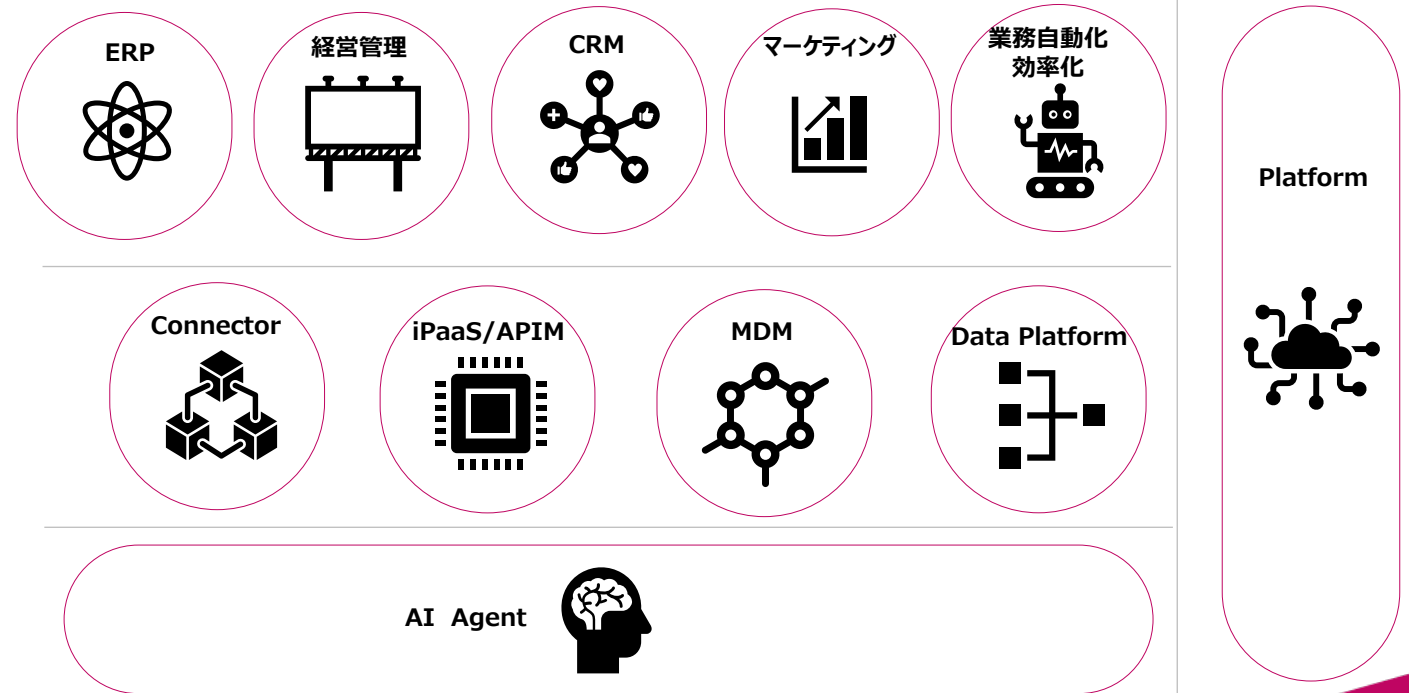 ERP
経営管理
CRM
マーケティング
業務自動化
効率化
Connector
iPaaS/APIM
MDM
Data Platform
AI Agent
Platform